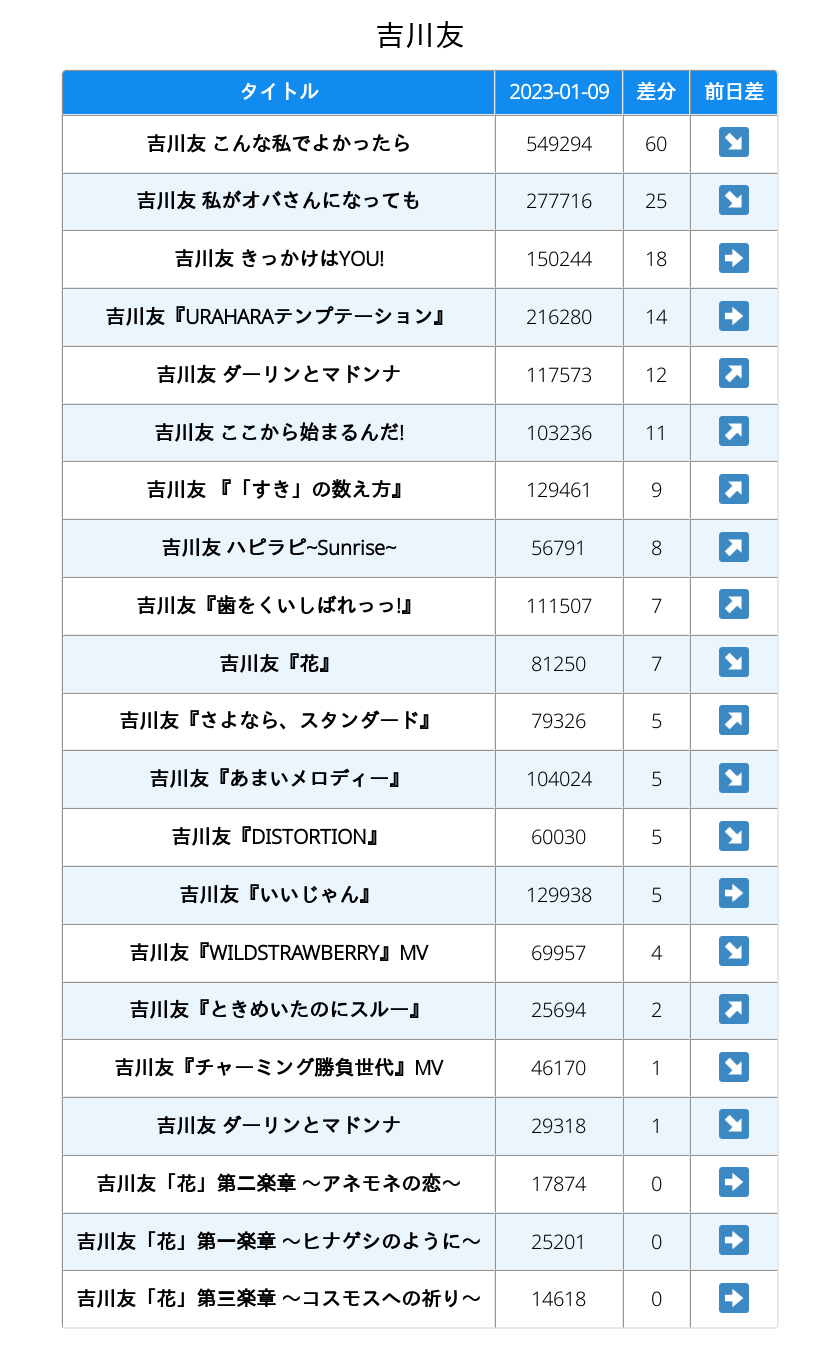 吉川友
タイトル 2023-01-09 差分 前日差
吉川友 こんな私でよかったら 549294 60 ↘
吉川友 私がオバさんになっても 277716 25 ↘
吉川友 きっかけはYOU! 150244 18 ➡
吉川友『URAHARAテンプテーション』 216280 14 ➡
吉川友 ダーリンとマドンナ 117573 12 ↗
吉川友 ここから始まるんだ! 103236 11 ↗
吉川友 『「すき」の数え方』 129461 9 ↗
吉川友 ハピラピ~Sunrise~ 56791 8 ↗
吉川友『歯をくいしばれっっ!』 111507 7 ↗
吉川友『花』 81250 7 ↘
吉川友『さよなら、スタンダード』 79326 5 ↗
吉川友『あまいメロディー』 104024 5 ↘
吉川友『DISTORTION』 60030 5 ↘
吉川友『いいじゃん』 129938 5 ➡
吉川友『WILDSTRAWBERRY』MV 69957 4 ↘
吉川友『ときめいたのにスルー』 25694 2 ↗
吉川友『チャーミング勝負世代』MV 46170 1 ↘
吉川友 ダーリンとマドンナ 29318 1 ↘
吉川友「花」第二楽章 〜アネモネの恋〜 17874 0 ➡
吉川友「花」第一楽章 〜ヒナゲシのように〜 25201 0 ➡
吉川友「花」第三楽章 〜コスモスへの祈り〜 14618 0 ➡